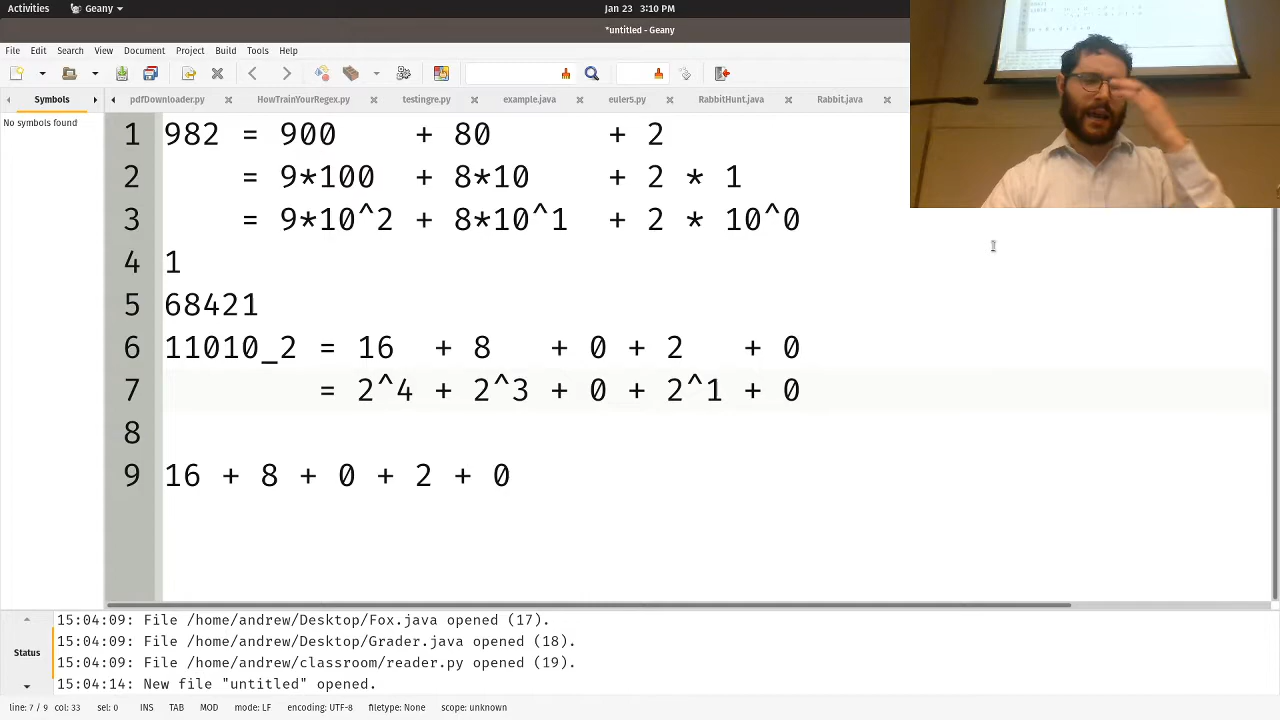 Activities Geany Jan 23 3:10 PM
*untitled - Geany
File Edit Search View Document Project Build Tools Help
Symbols pdfDownloader.py HowTrainYourRegex.py testingre.py example.java euler5.py RabbitHunt.java Rabbit.java
No symbols found
1 982 = 900 + 80 + 2
2 = 9*100 + 8*10 + 2 * 1
3 = 9*10^2 + 8*10^1 + 2 * 10^0
4 1
5 68421
6 11010_2 = 16 + 8 + 0 + 2 + 0
7 = 2^4 + 2^3 + 0 + 2^1 + 0
8
9 16 + 8 + 0 + 2 + 0
Status
15:04:09: File /home/andrew/Desktop/Fox.java opened (17).
15:04:09: File /home/andrew/Desktop/Grader.java opened (18).
15:04:09: File /home/andrew/classroom/reader.py opened (19).
15:04:14: New file "untitled" opened.
line: 7 / 9 col: 33 sel: 0 INS TAB MOD mode: LF encoding: UTF-8 filetype: None scope: unknown